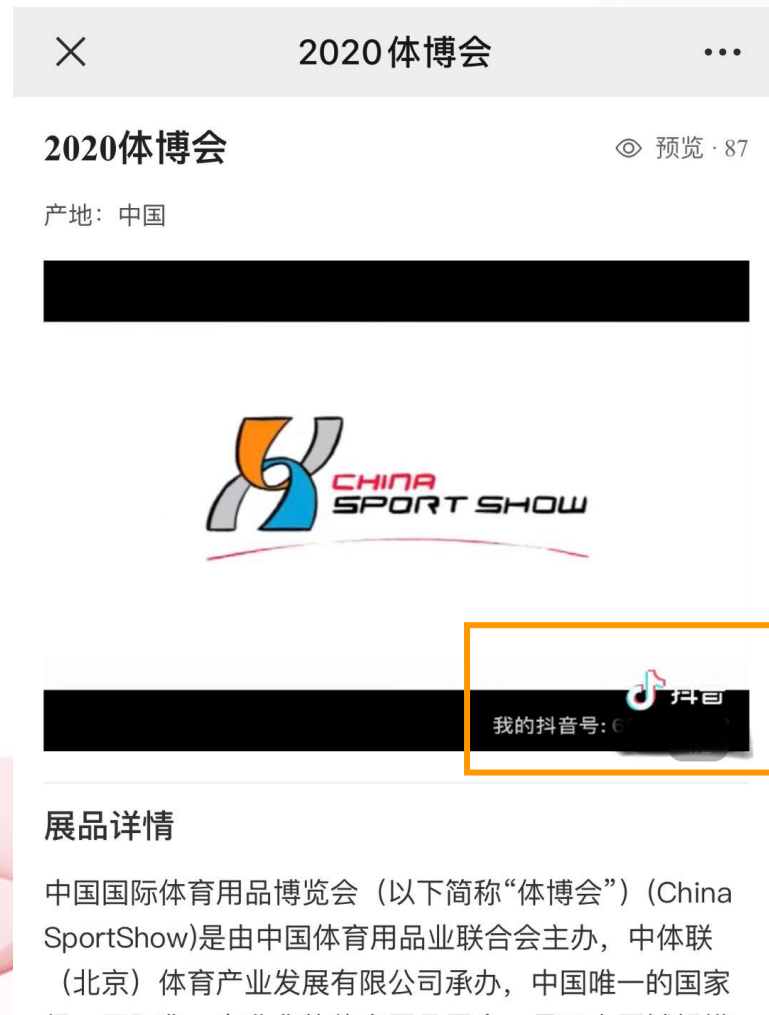 2020体博会
2020体博会
预览 · 87
产地：中国
CHINA
SPORT SHOW
抖音
我的抖音号: 6
展品详情
中国国际体育用品博览会（以下简称“体博会”）(China
SportShow)是由中国体育用品业联合会主办，中体联
（北京）体育产业发展有限公司承办，中国唯一的国家